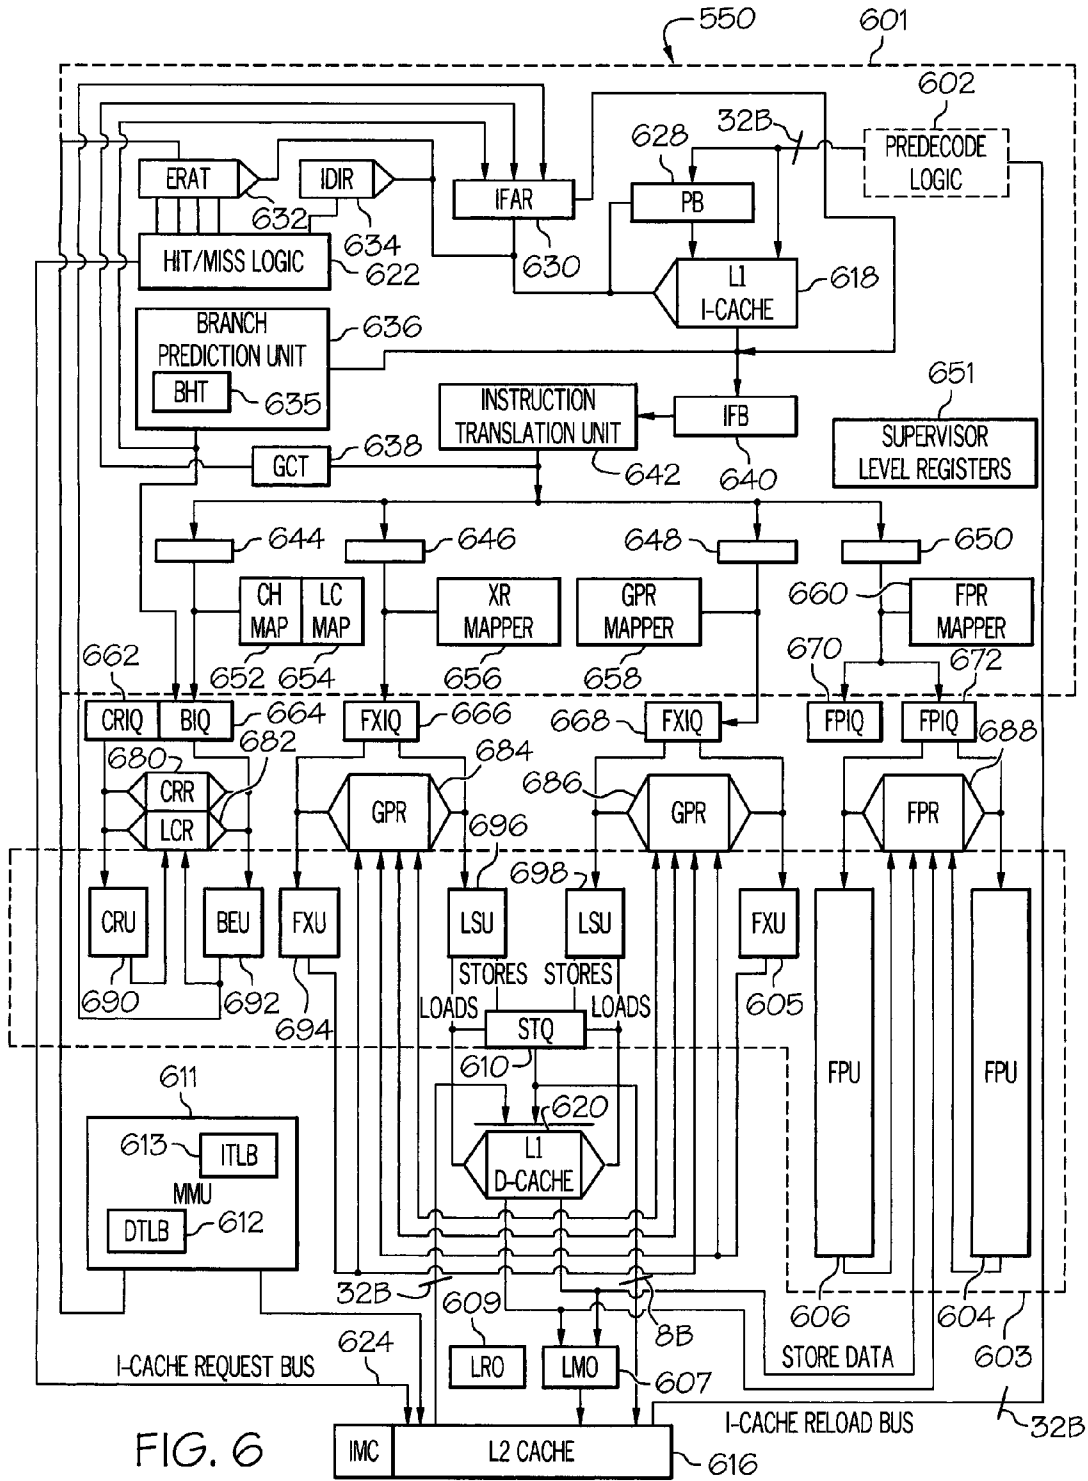 550
601
602
32B
PREDECODE
LOGIC
628
PB
ERAT
632
IDIR
634
IFAR
630
HIT/MISS LOGIC
622
L1
I-CACHE
618
BRANCH
PREDICTION UNIT
636
BHT
635
INSTRUCTION
TRANSLATION UNIT
642
IFB
640
651
SUPERVISOR
LEVEL REGISTERS
GCT
638
644
646
648
650
CH
MAP
LC
MAP
652
654
XR
MAPPER
656
GPR
MAPPER
658
660
FPR
MAPPER
662
CRIQ
BIQ
664
FXIQ
666
668
FXIQ
670
FPIQ
FPIQ
672
680
682
CRR
LCR
GPR
684
686
GPR
FPR
688
696
698
CRU
690
BEU
692
FXU
694
LSU
LSU
FXU
605
STORES
STORES
LOADS
LOADS
STQ
610
FPU
606
FPU
604
603
611
613
ITLB
MMU
DTLB
612
620
L1
D-CACHE
32B
8B
609
LRO
LMO
607
STORE DATA
I-CACHE REQUEST BUS
624
I-CACHE RELOAD BUS
32B
IMC
L2 CACHE
616
FIG. 6